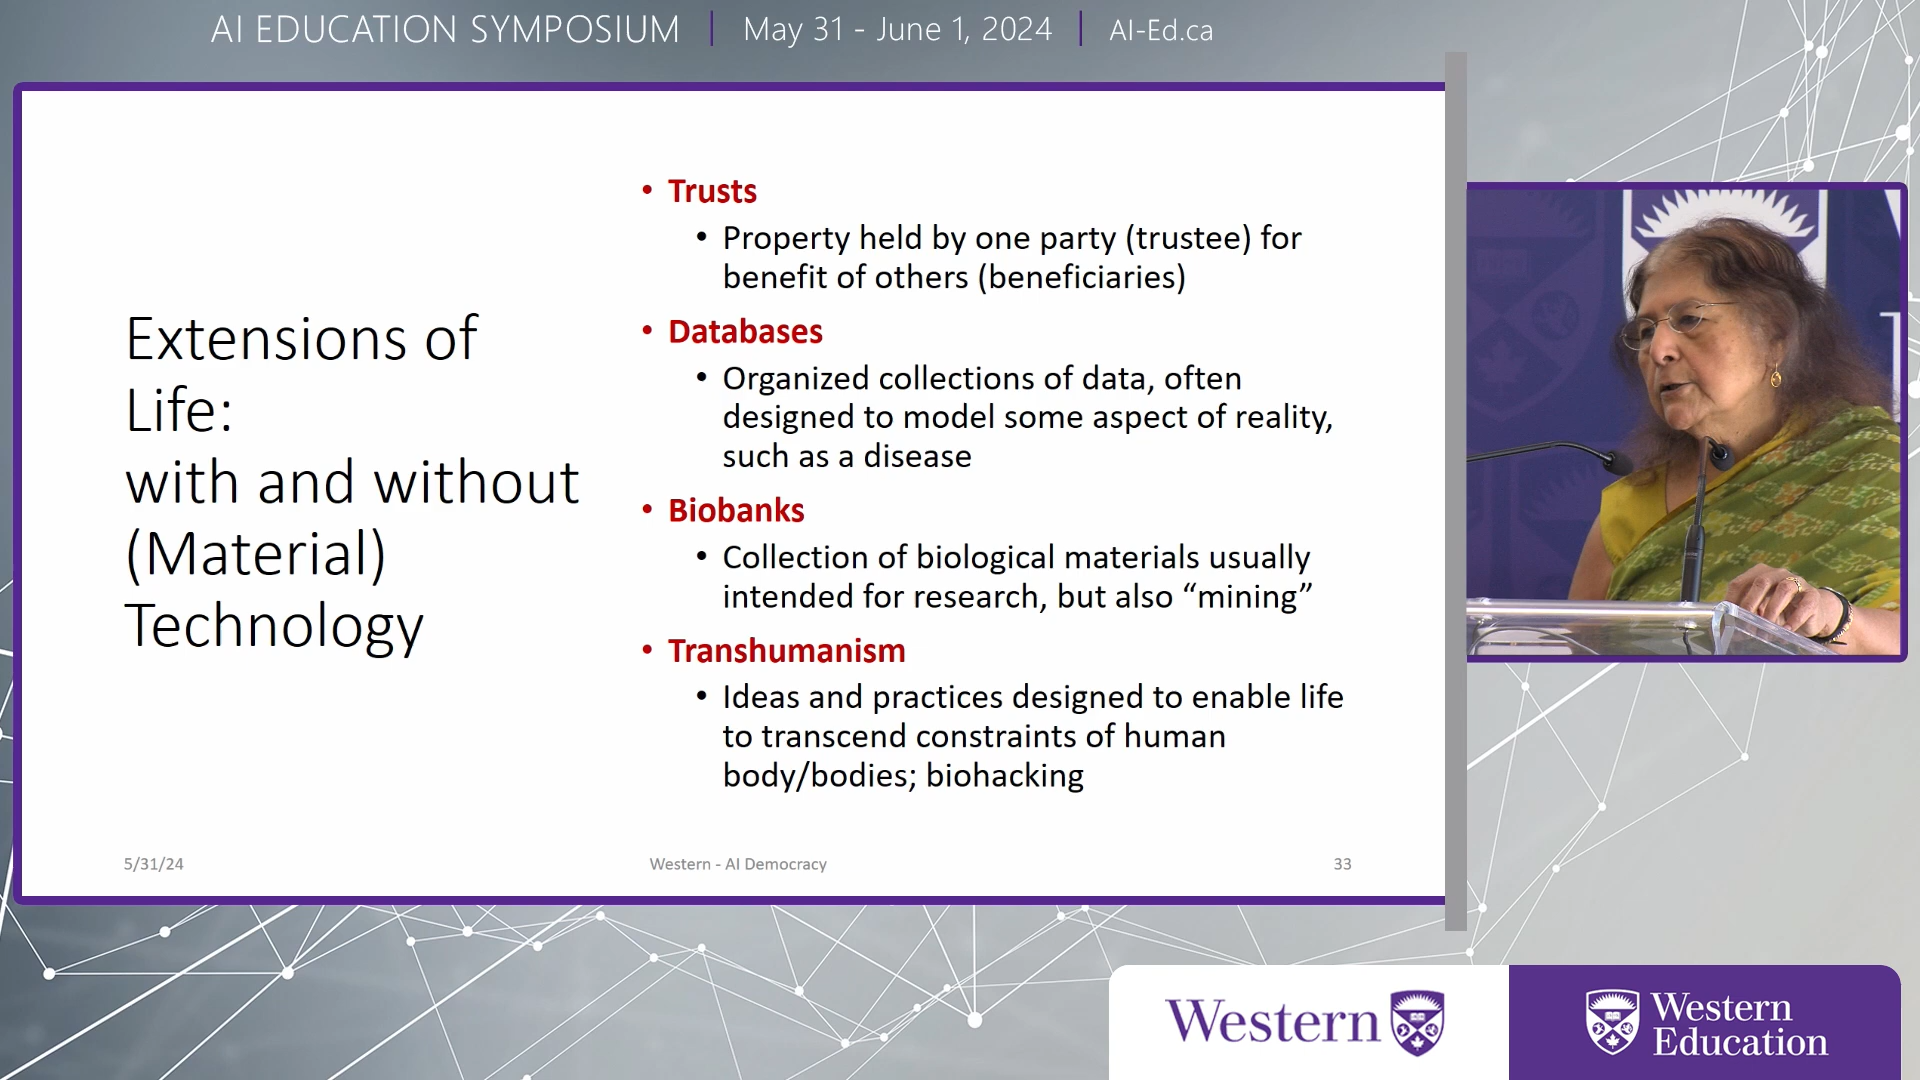 AI EDUCATION SYMPOSIUM | May 31 - June 1, 2024 | AI-Ed.ca
Extensions of
Life:
with and without
(Material)
Technology
• Trusts
• Property held by one party (trustee) for
benefit of others (beneficiaries)
• Databases
• Organized collections of data, often
designed to model some aspect of reality,
such as a disease
• Biobanks
• Collection of biological materials usually
intended for research, but also “mining”
• Transhumanism
• Ideas and practices designed to enable life
to transcend constraints of human
body/bodies; biohacking
5/31/24
Western - AI Democracy
33
Western
Western
Education